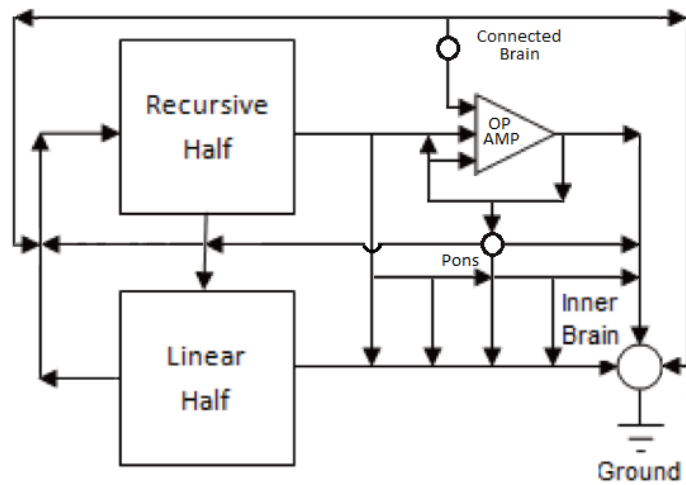 Connected
Brain
Recursive
Half
OP
AMP
Pons
Inner
Brain
Linear
Half
Ground